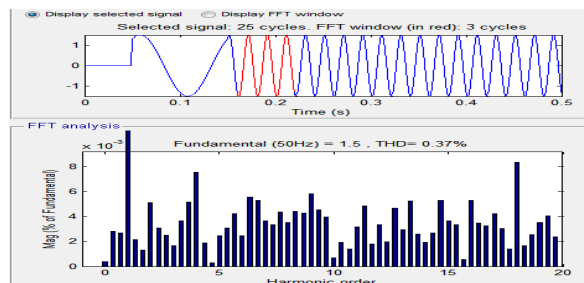 Display selected signal Display FFT window
Selected signal: 25 cycles. FFT window (in red): 3 cycles
1
0
-1
0 0.1 0.2 0.3 0.4 0.5
Time (s)
FFT analysis
x 10-3
Fundamental (50Hz) = 1.5 , THD= 0.37%
Mag (% of Fundamental)
8
6
4
2
0
0 5 10 15 20
Harmonic order